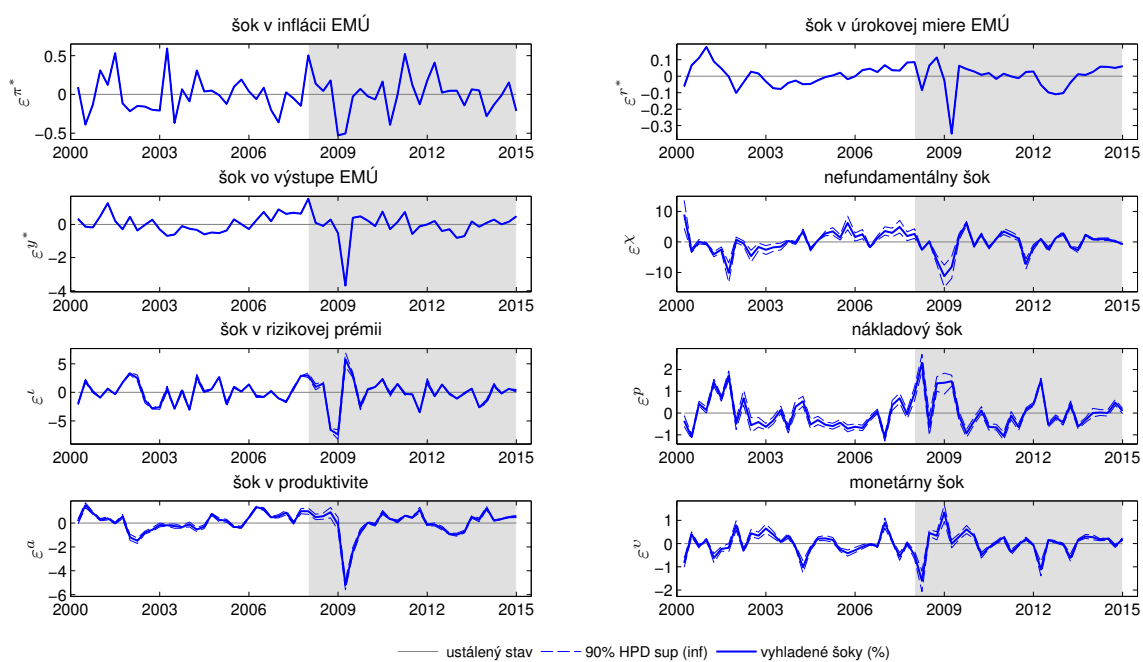 šok v inflácii EMÚ
0.5
0
−0.5
ε^π*
2000 2003 2006 2009 2012 2015
šok v úrokovej miere EMÚ
0.1
0
−0.1
−0.2
−0.3
ε^r*
2000 2003 2006 2009 2012 2015
šok vo výstupe EMÚ
0
−2
−4
ε^y*
2000 2003 2006 2009 2012 2015
nefundamentálny šok
10
0
−10
ε^χ
2000 2003 2006 2009 2012 2015
šok v rizikovej prémii
5
0
−5
ε^ι
2000 2003 2006 2009 2012 2015
nákladový šok
2
1
0
−1
ε^p
2000 2003 2006 2009 2012 2015
šok v produktivite
0
−2
−4
−6
ε^a
2000 2003 2006 2009 2012 2015
monetárny šok
1
0
−1
−2
ε^υ
2000 2003 2006 2009 2012 2015
ustálený stav 90% HPD sup (inf) vyhladené šoky (%)